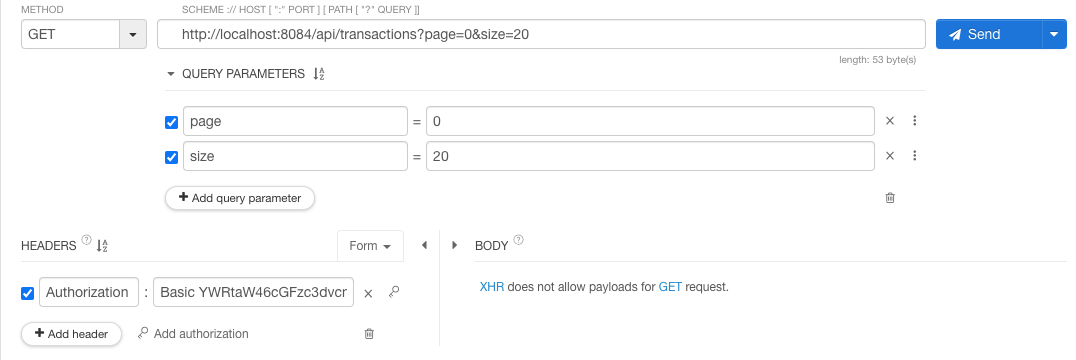 METHOD SCHEME :// HOST [ ":" PORT ] [ PATH [ "?" QUERY ]]
GET http://localhost:8084/api/transactions?page=0&size=20 Send
length: 53 byte(s)
QUERY PARAMETERS
page = 0
size = 20
+ Add query parameter
HEADERS ? Form BODY ?
Authorization : Basic YWRtaW46cGFzc3dvcr
XHR does not allow payloads for GET request.
+ Add header Add authorization